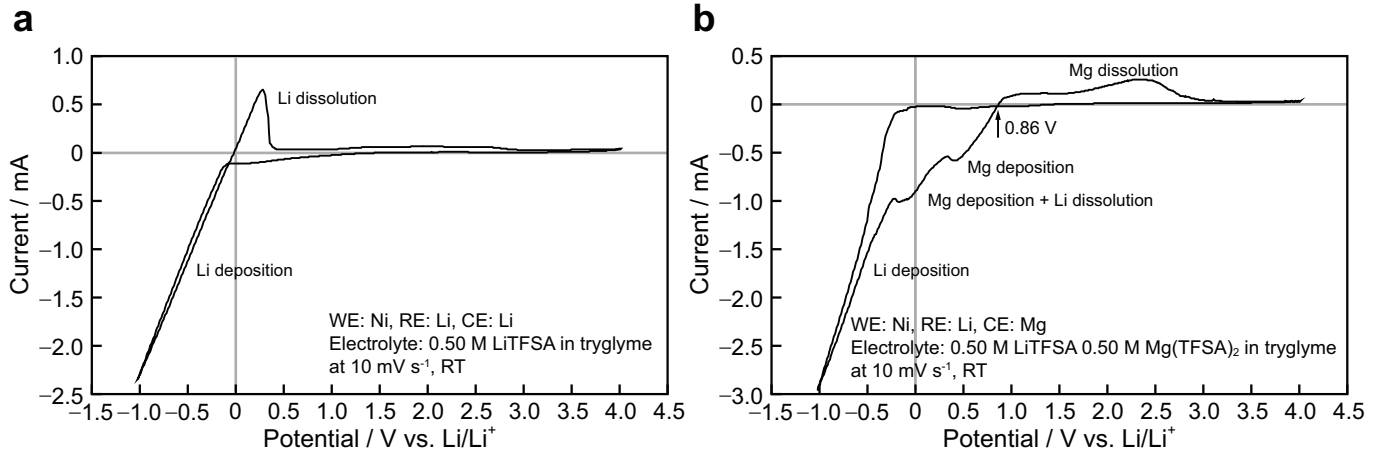 a
1.0
0.5
0
−0.5
−1.0
−1.5
−2.0
−2.5
Current / mA
Li dissolution
Li deposition
WE: Ni, RE: Li, CE: Li
Electrolyte: 0.50 M LiTFSA in tryglyme
at 10 mV s⁻¹, RT
−1.5 −1.0 −0.5 0 0.5 1.0 1.5 2.0 2.5 3.0 3.5 4.0 4.5
Potential / V vs. Li/Li⁺
b
0.5
0
−0.5
−1.0
−1.5
−2.0
−2.5
−3.0
Current / mA
Mg dissolution
0.86 V
Mg deposition
Mg deposition + Li dissolution
Li deposition
WE: Ni, RE: Li, CE: Mg
Electrolyte: 0.50 M LiTFSA 0.50 M Mg(TFSA)₂ in tryglyme
at 10 mV s⁻¹, RT
−1.5 −1.0 −0.5 0 0.5 1.0 1.5 2.0 2.5 3.0 3.5 4.0 4.5
Potential / V vs. Li/Li⁺